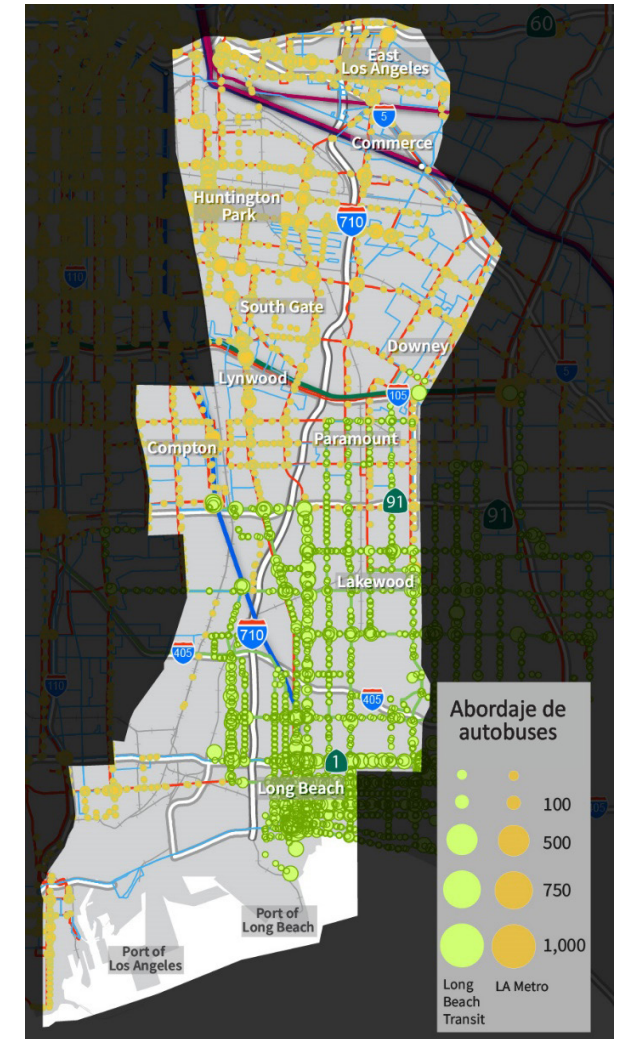 60
East
Los Angeles
5
Commerce
Huntington
Park
710
110
South Gate
Downey
Lynwood
5
105
Compton
Paramount
91
91
Lakewood
710
405
110
405
1
Long Beach
Port of
Long Beach
Port of
Los Angeles
Abordaje de
autobuses
100
500
605
750
1,000
Long
Beach
Transit
LA Metro